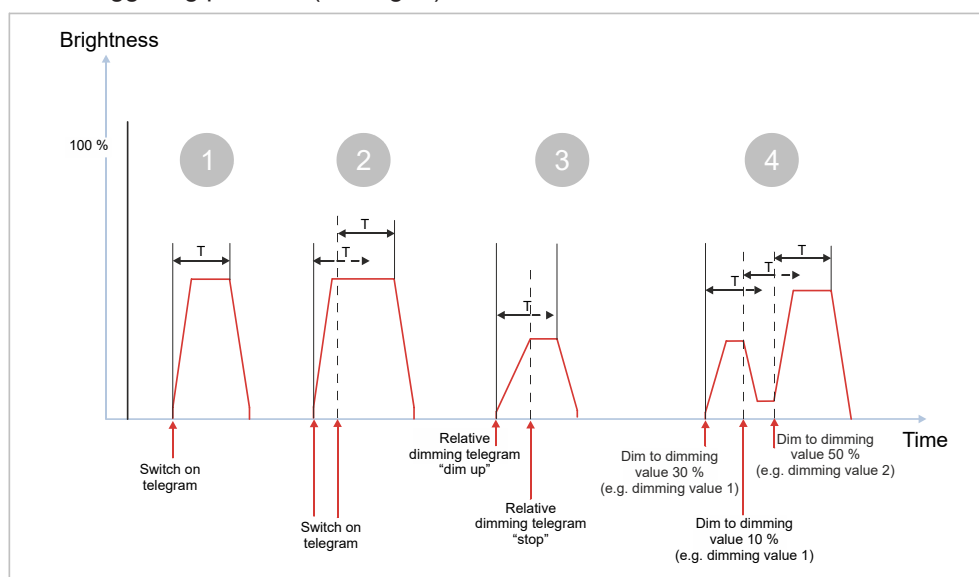 Brightness
100 %
1
2
3
4
T
T
T
T
T
T
T
Time
Switch on
telegram
Switch on
telegram
Relative
dimming telegram
“dim up”
Relative
dimming telegram
“stop”
Dim to dimming
value 30 %
(e.g. dimming value 1)
Dim to dimming
value 10 %
(e.g. dimming value 1)
Dim to dimming
value 50 %
(e.g. dimming value 2)